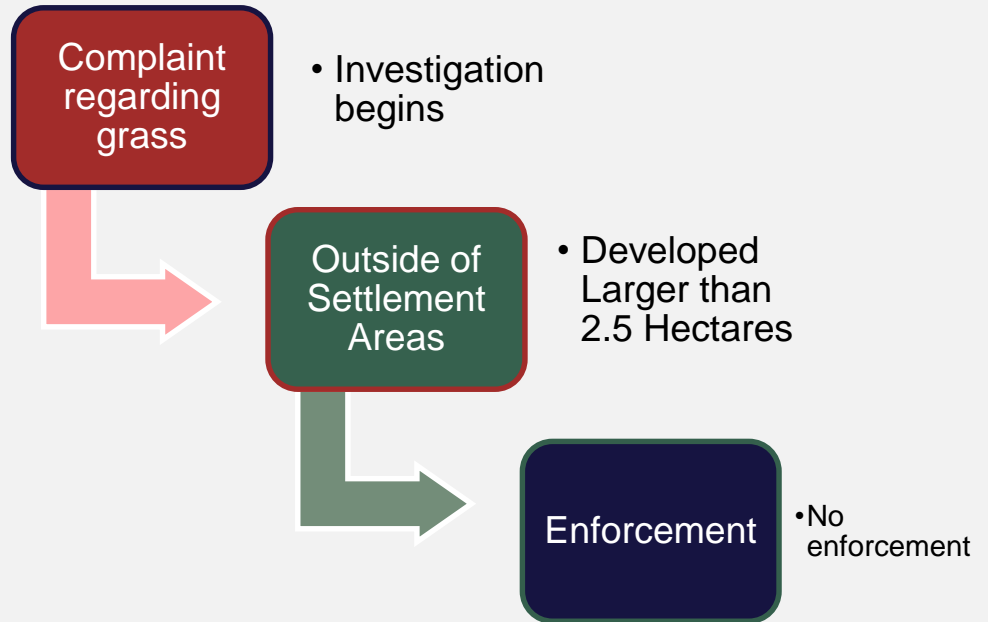 Complaint
regarding
grass
• Investigation
begins
Outside of
Settlement
Areas
• Developed
Larger than
2.5 Hectares
Enforcement
•No
enforcement